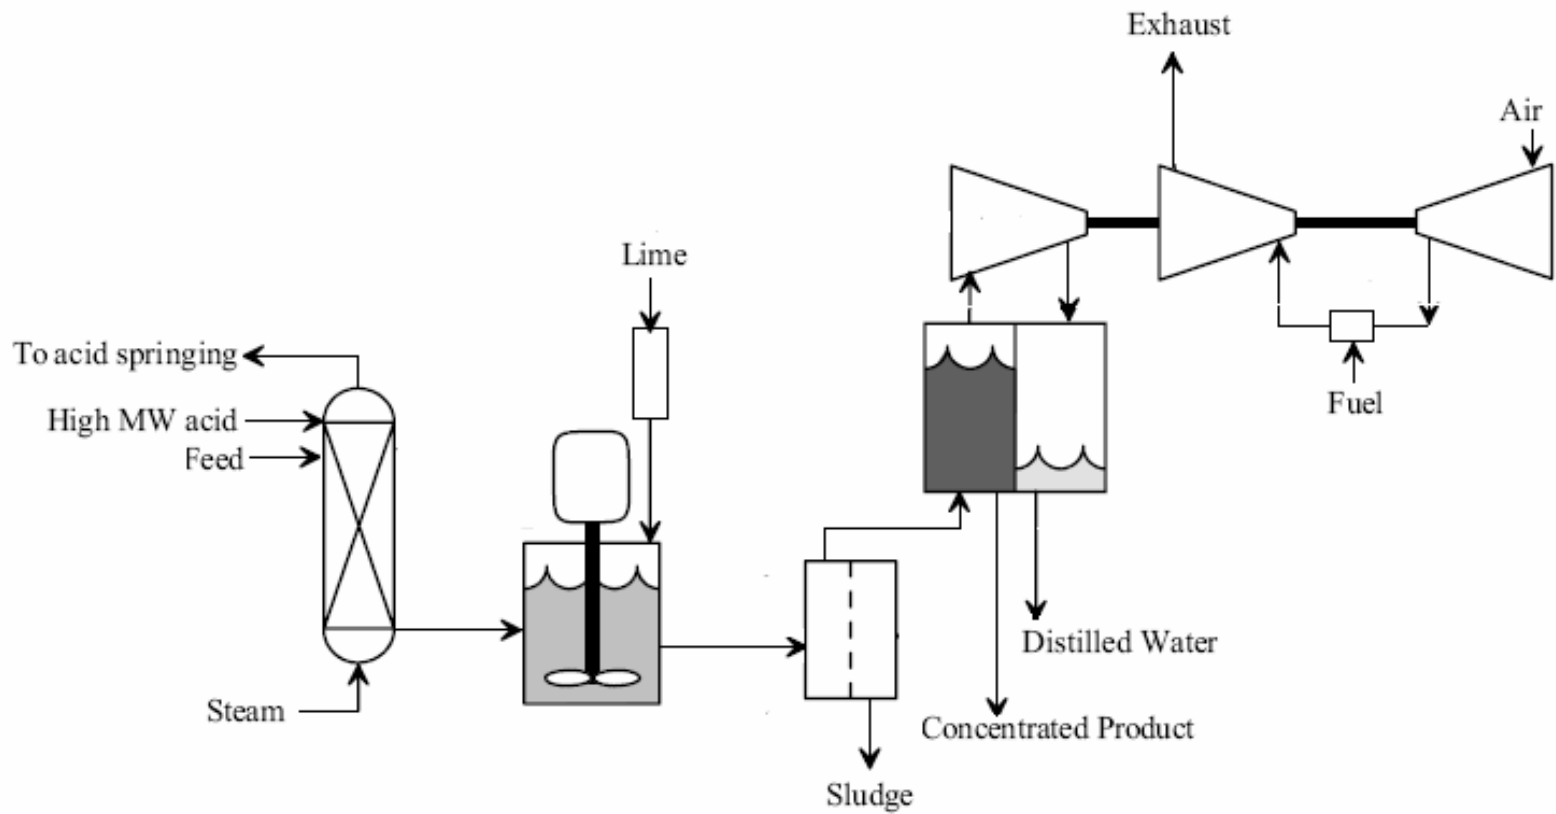 Exhaust
Air
Lime
To acid springing
High MW acid
Feed
Fuel
Distilled Water
Steam
Concentrated Product
Sludge